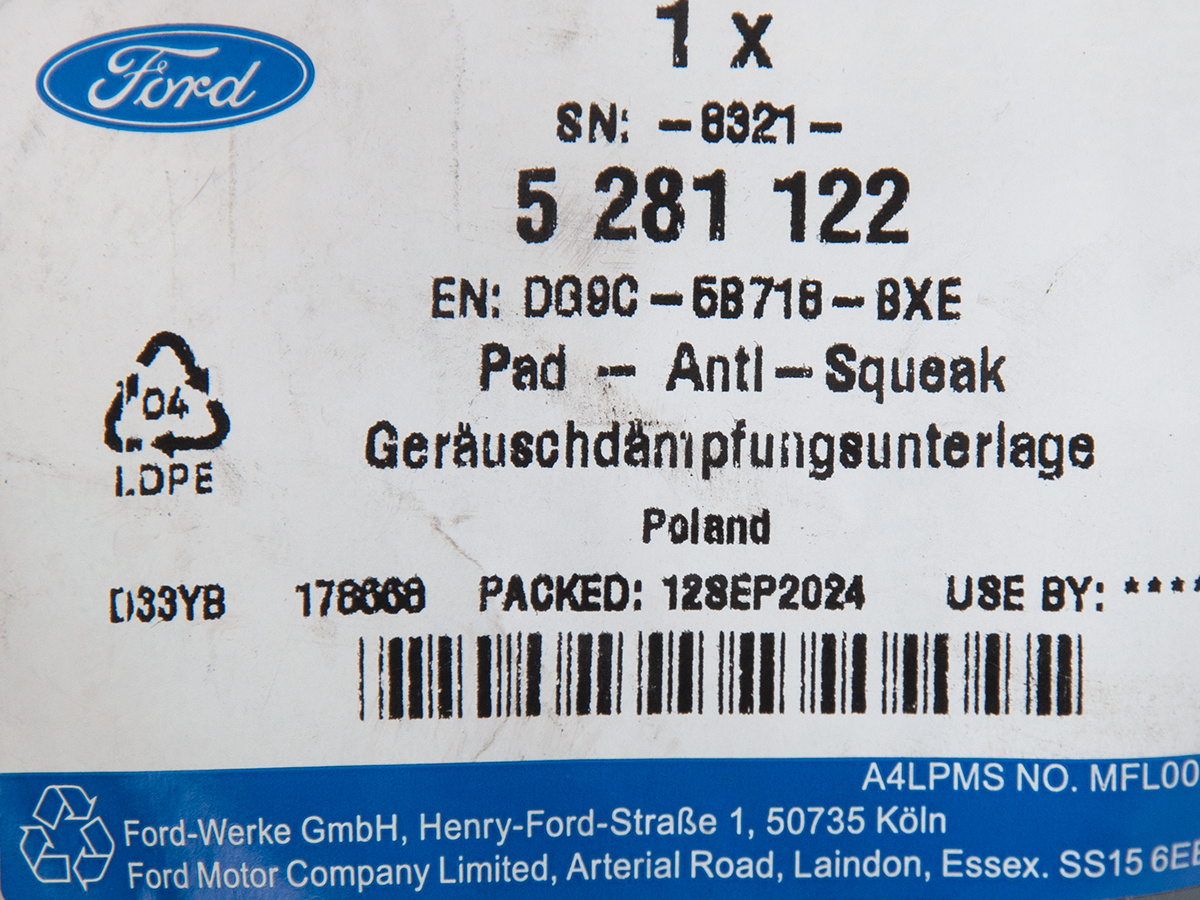 Ford
1 x
SN: -8321-
5 281 122
EN: DG9C-5B718-BXE
Pad - Anti-Squeak
Geräuschdämpfungsunterlage
04
LDPE
Poland
D33YB 178668 PACKED: 12SEP2024 USE BY: ****
A4LPMS NO. MFL00
Ford-Werke GmbH, Henry-Ford-Straße 1, 50735 Köln
Ford Motor Company Limited, Arterial Road, Laindon, Essex. SS15 6EE